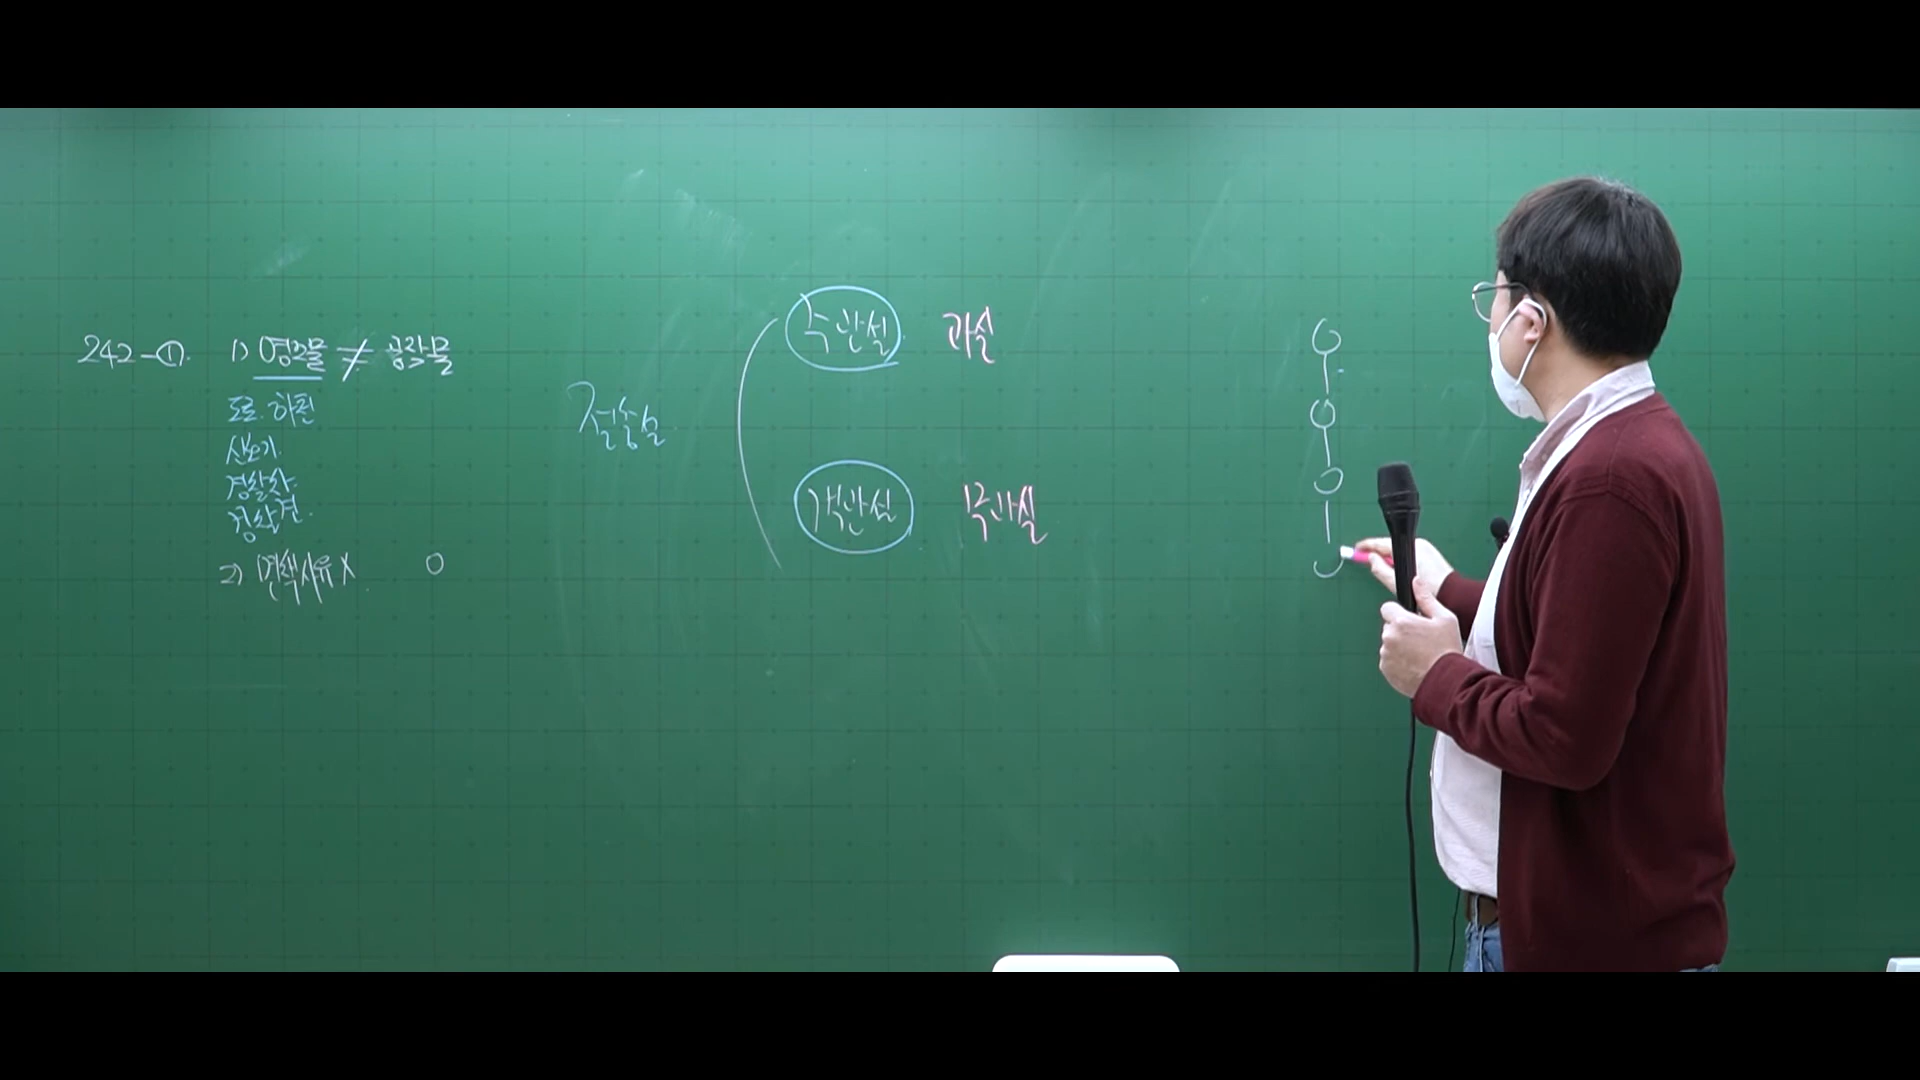 242-① 1) 영조물 ≠ 공공물
도로. 하천
신호기.
경찰차.
경찰견.
2) 면책사유 X. O
절충설
주관설 과실
객관설 무과실